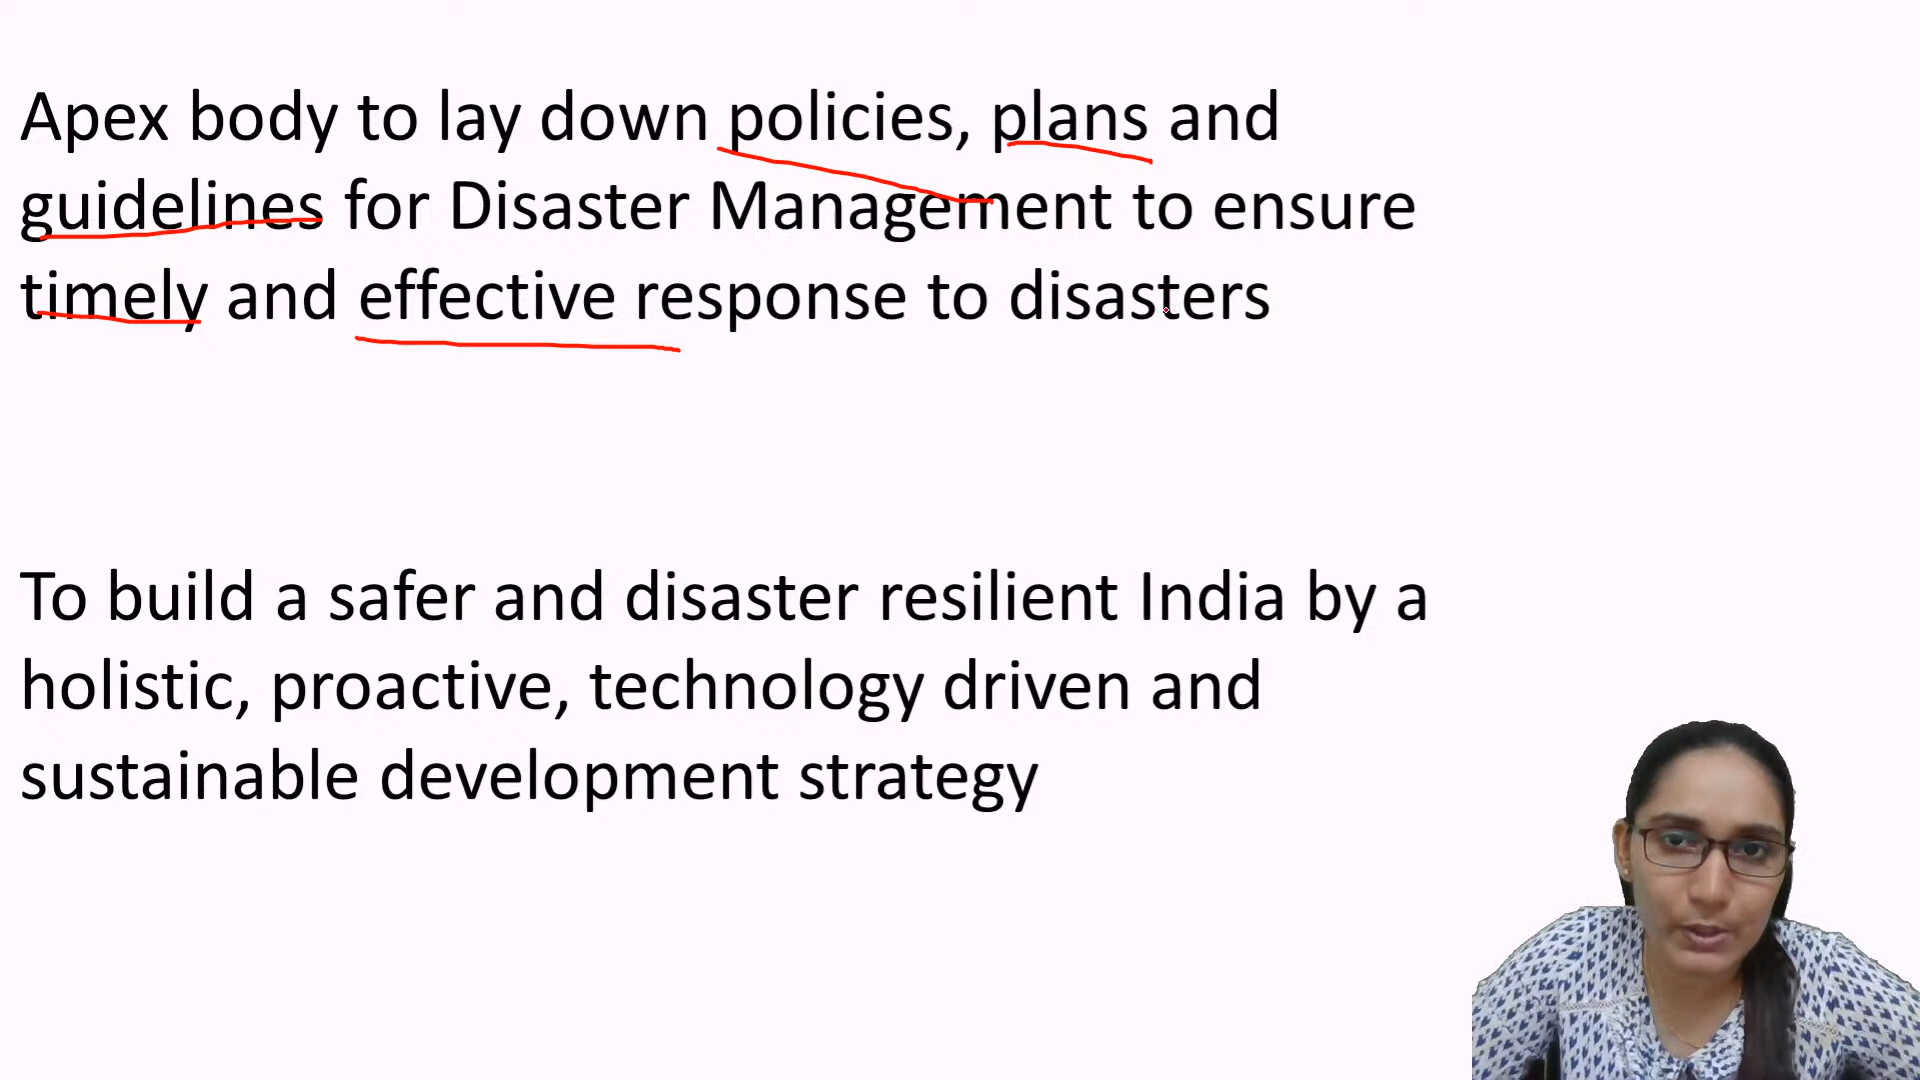 Apex body to lay down policies, plans and
guidelines for Disaster Management to ensure
timely and effective response to disasters
To build a safer and disaster resilient India by a
holistic, proactive, technology driven and
sustainable development strategy